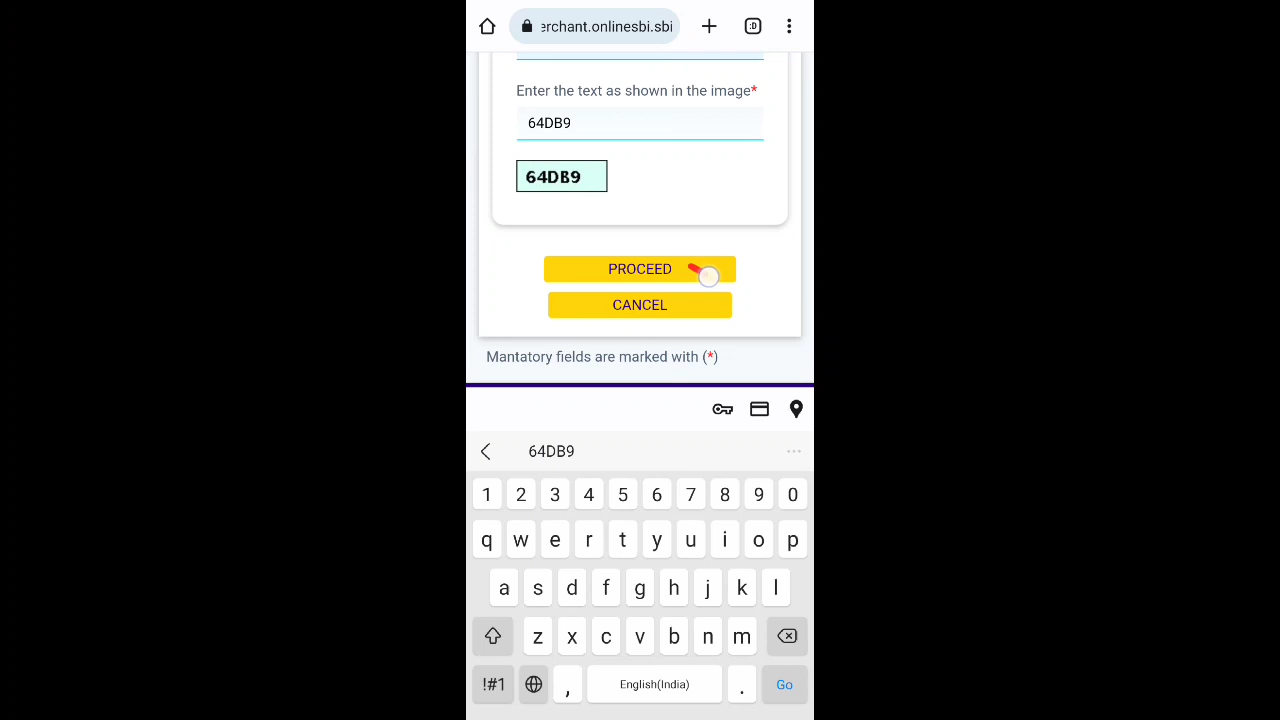 erchant.onlinesbi.sbi
:D
Enter the text as shown in the image*
64DB9
64DB9
PROCEED
CANCEL
Mantatory fields are marked with (*)
64DB9
1 2 3 4 5 6 7 8 9 0
q w e r t y u i o p
a s d f g h j k l
z x c v b n m
!#1 , English(India) . Go